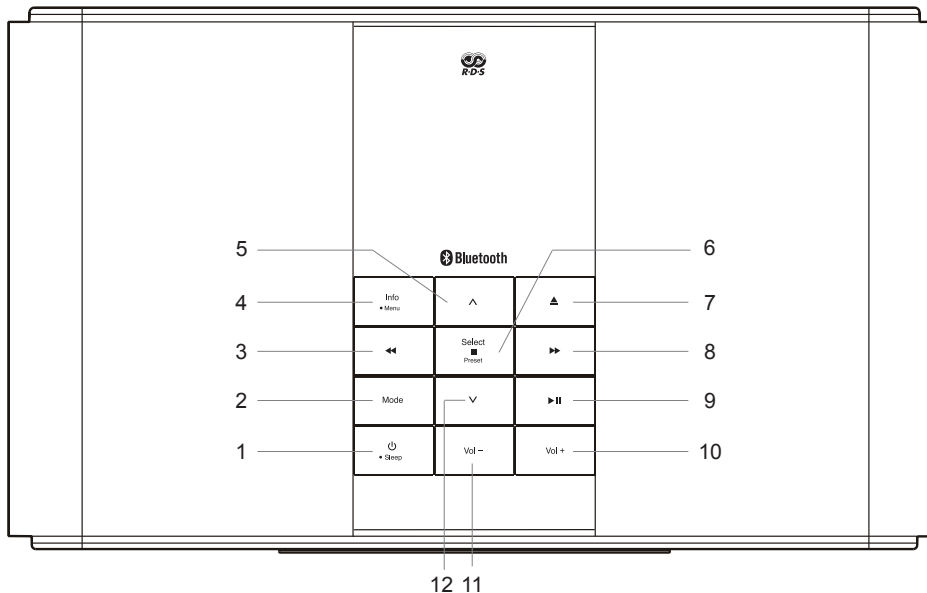 R·D·S
Bluetooth
5
6
4
Info
• Menu
7
3
Select
Preset
8
2
Mode
9
1
• Sleep
Vol –
Vol +
10
12 11